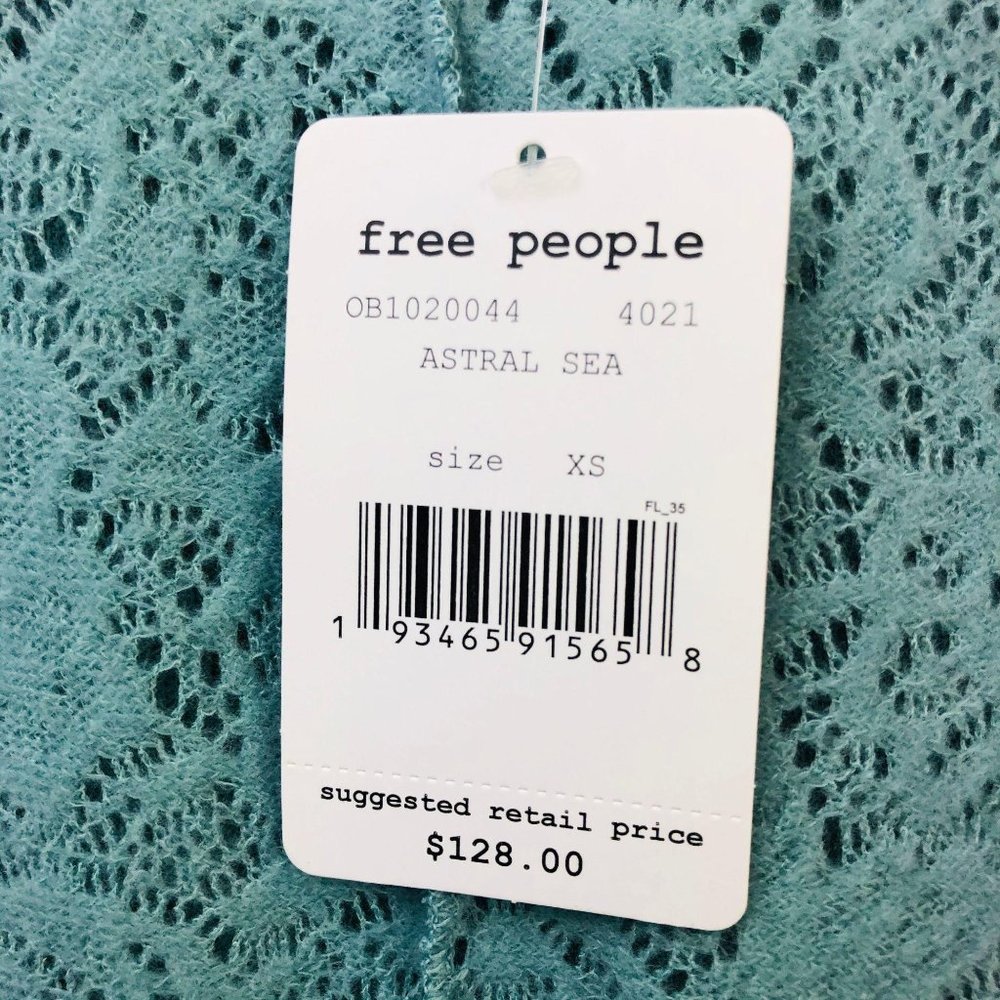 free people
OB1020044 4021
ASTRAL SEA
size XS
FL_35
1 93465 91565 8
suggested retail price
$128.00